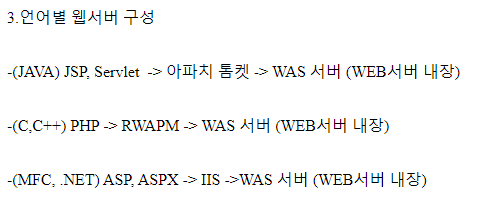 3.언어별 웹서버 구성
-(JAVA) JSP, Servlet -> 아파치 톰켓 -> WAS 서버 (WEB서버 내장)
-(C,C++) PHP -> RWAPM -> WAS 서버 (WEB서버 내장)
-(MFC, .NET) ASP, ASPX -> IIS ->WAS 서버 (WEB서버 내장)